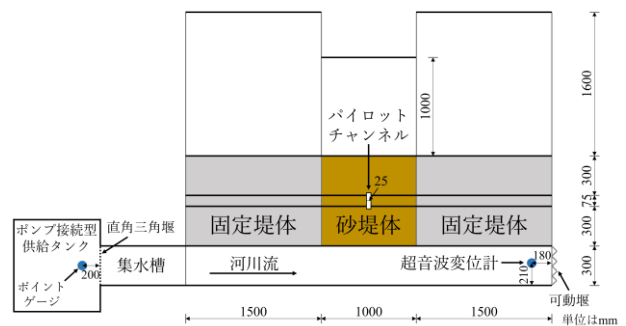 1600
1000
パイロット
チャンネル
25
300
75
300
固定堤体
砂堤体
固定堤体
ポンプ接続型
供給タンク
直角三角堰
200
集水槽
河川流
超音波変位計
180
210
300
ポイント
ゲージ
可動堰
1500
1000
1500
単位はmm